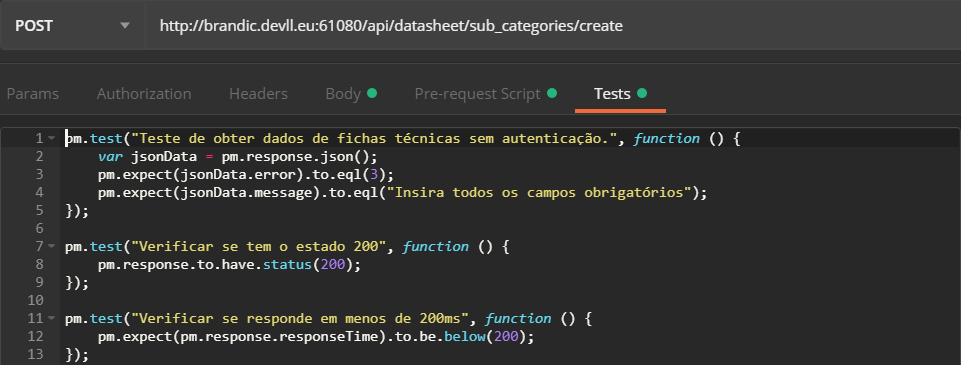 POST http://brandic.devll.eu:61080/api/datasheet/sub_categories/create
Params Authorization Headers Body Pre-request Script Tests
1 pm.test("Teste de obter dados de fichas técnicas sem autenticação.", function () {
2 var jsonData = pm.response.json();
3 pm.expect(jsonData.error).to.eql(3);
4 pm.expect(jsonData.message).to.eql("Insira todos os campos obrigatórios");
5 });
6
7 pm.test("Verificar se tem o estado 200", function () {
8 pm.response.to.have.status(200);
9 });
10
11 pm.test("Verificar se responde em menos de 200ms", function () {
12 pm.expect(pm.response.responseTime).to.be.below(200);
13 });